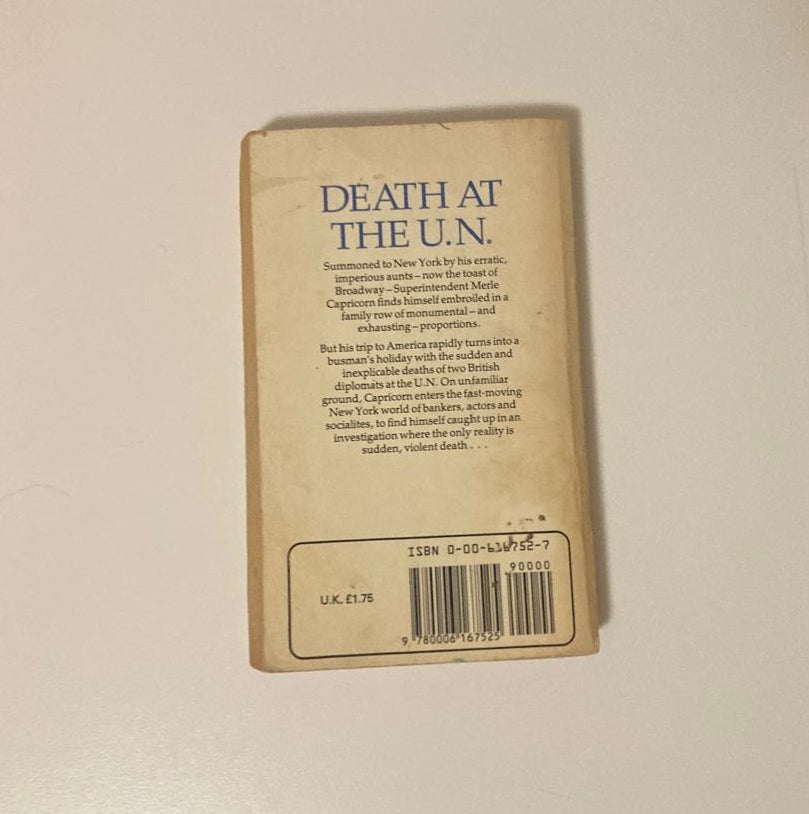 DEATH AT
THE U.N.
Summoned to New York by his erratic,
imperious aunts – now the toast of
Broadway – Superintendent Merle
Capricorn finds himself embroiled in a
family row of monumental – and
exhausting – proportions.
But his trip to America rapidly turns into a
busman's holiday with the sudden and
inexplicable deaths of two British
diplomats at the U.N. On unfamiliar
ground, Capricorn enters the fast-moving
New York world of bankers, actors and
socialites, to find himself caught up in an
investigation where the only reality is
sudden, violent death . . .
ISBN 0-00-616752-7
90000
U.K. £1.75
9 780006 167525